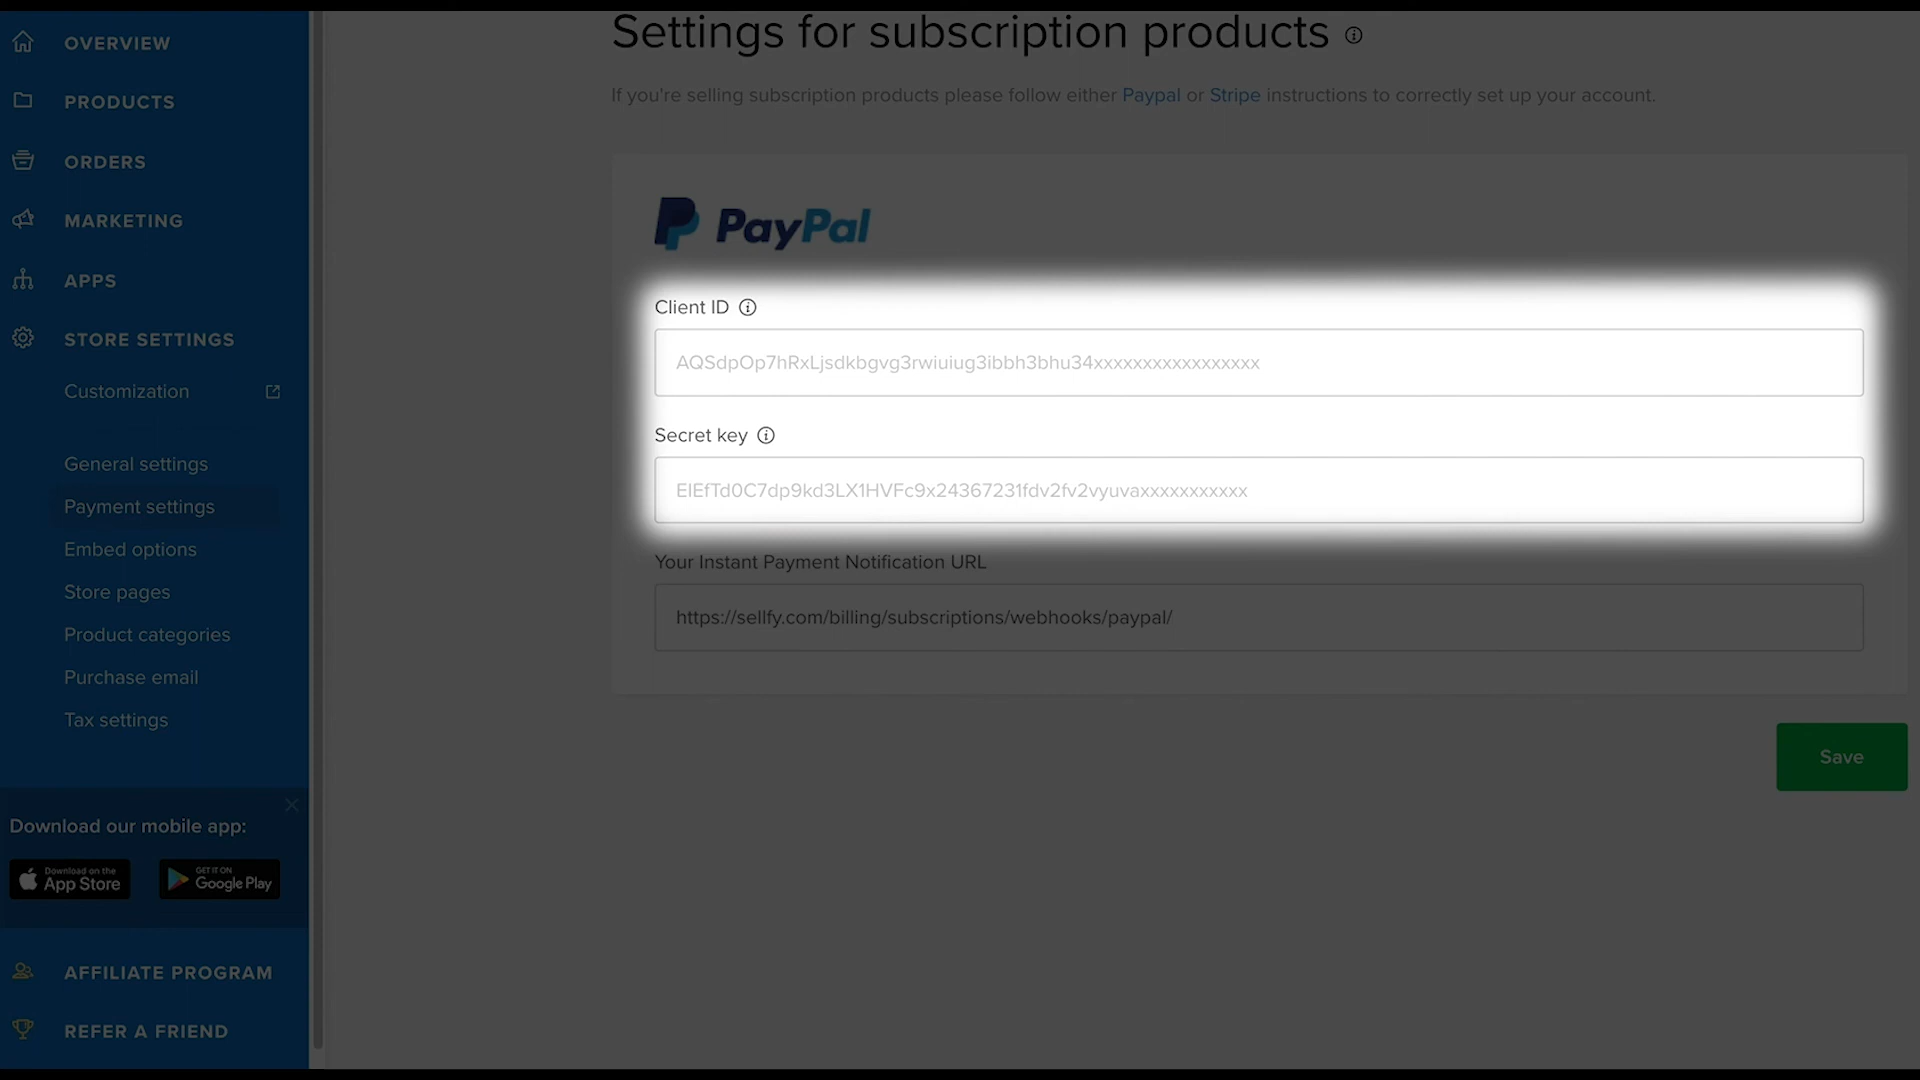 OVERVIEW
PRODUCTS
ORDERS
MARKETING
APPS
STORE SETTINGS
Customization
General settings
Payment settings
Embed options
Store pages
Product categories
Purchase email
Tax settings
Download our mobile app:
Download on the
App Store
GET IT ON
Google Play
AFFILIATE PROGRAM
REFER A FRIEND
Settings for subscription products
If you're selling subscription products please follow either Paypal or Stripe instructions to correctly set up your account.
PayPal
Client ID
AQSdpOp7hRxLjsdkbgvg3rwiuiug3ibbh3bhu34xxxxxxxxxxxxxxxxx
Secret key
EIEfTd0C7dp9kd3LX1HVFc9x24367231fdv2fv2vyuvaxxxxxxxxxxx
Your Instant Payment Notification URL
https://sellfy.com/billing/subscriptions/webhooks/paypal/
Save